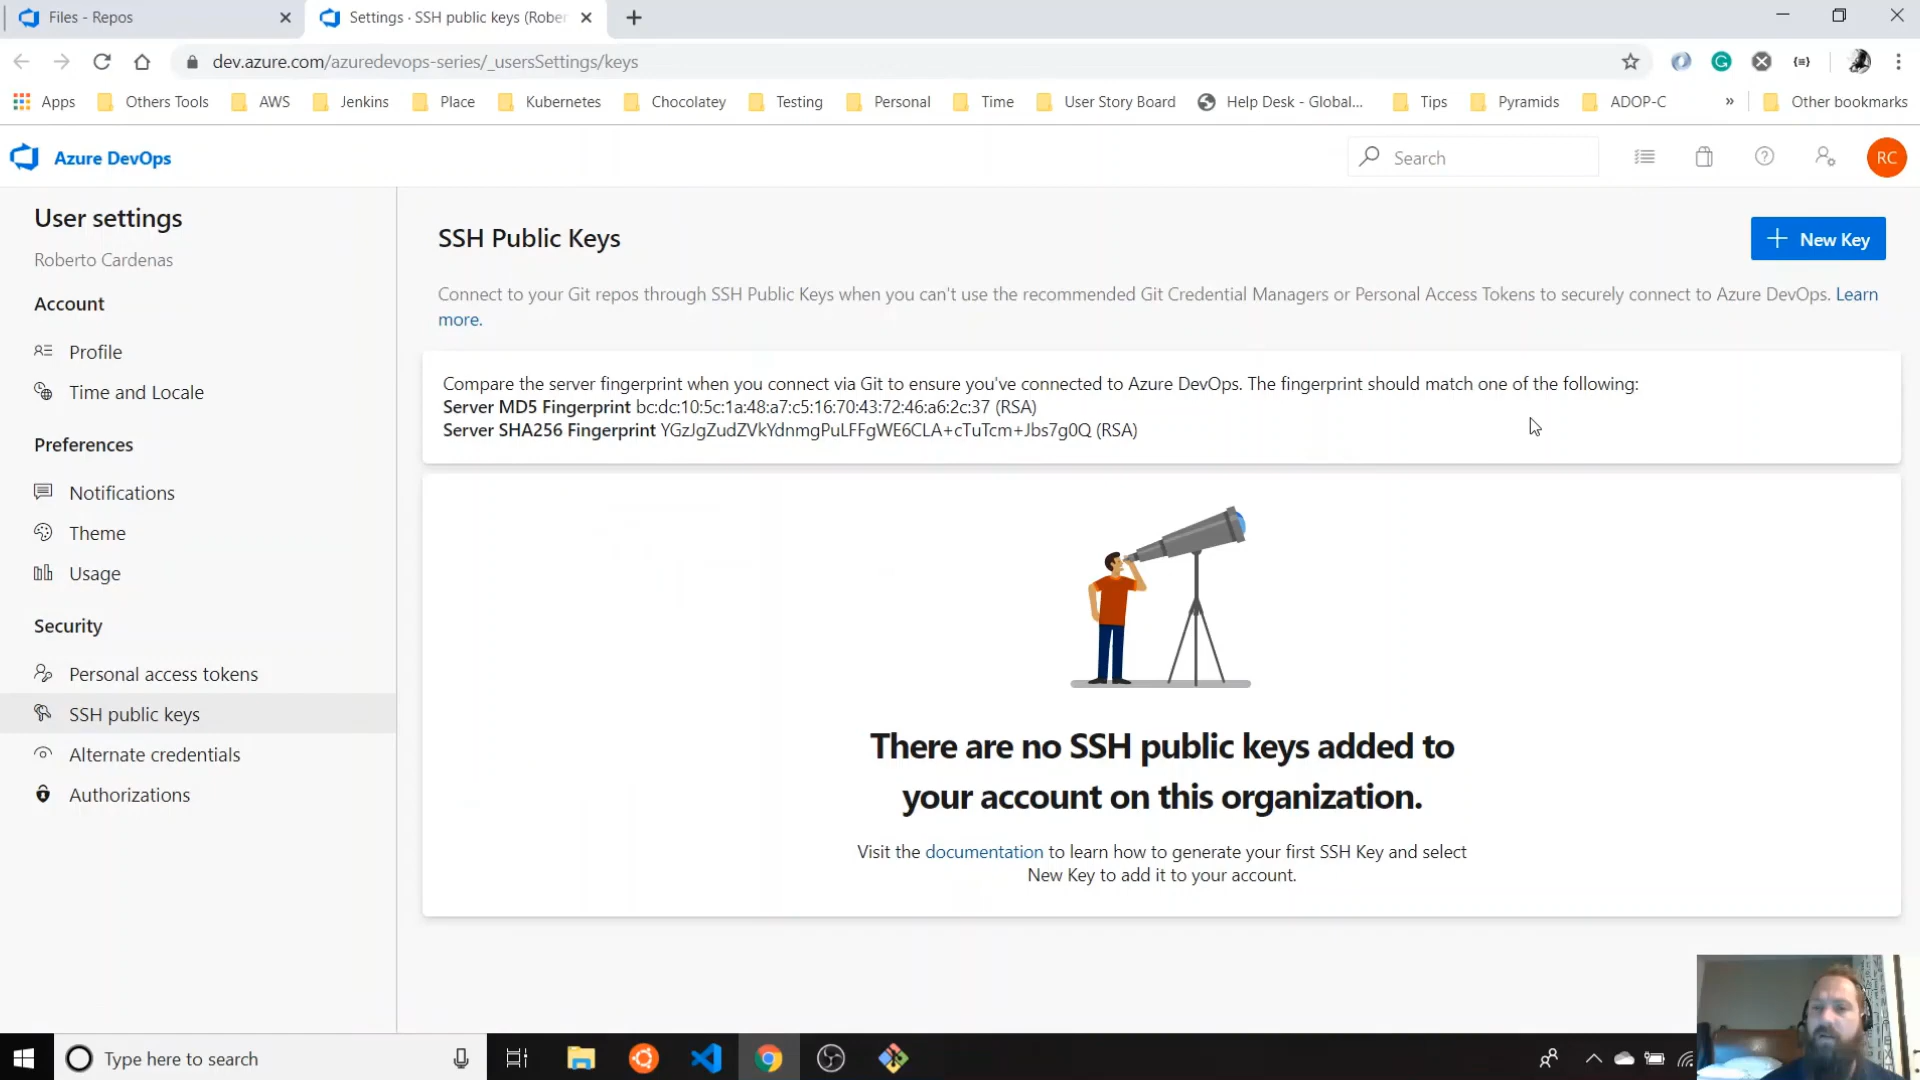 Files - Repos
Settings · SSH public keys (Rober
dev.azure.com/azuredevops-series/_usersSettings/keys
Apps
Others Tools
AWS
Jenkins
Place
Kubernetes
Chocolatey
Testing
Personal
Time
User Story Board
Help Desk - Global...
Tips
Pyramids
ADOP-C
»
Other bookmarks
Azure DevOps
Search
RC
User settings
Roberto Cardenas
Account
Profile
Time and Locale
Preferences
Notifications
Theme
Usage
Security
Personal access tokens
SSH public keys
Alternate credentials
Authorizations
SSH Public Keys
New Key
Connect to your Git repos through SSH Public Keys when you can't use the recommended Git Credential Managers or Personal Access Tokens to securely connect to Azure DevOps. Learn
more.
Compare the server fingerprint when you connect via Git to ensure you've connected to Azure DevOps. The fingerprint should match one of the following:
Server MD5 Fingerprint bc:dc:10:5c:1a:48:a7:c5:16:70:43:72:46:a6:2c:37 (RSA)
Server SHA256 Fingerprint YGzJgZudZVkYdnmgPuLFFgWE6CLA+cTuTcm+Jbs7g0Q (RSA)
There are no SSH public keys added to
your account on this organization.
Visit the documentation to learn how to generate your first SSH Key and select
New Key to add it to your account.
Type here to search